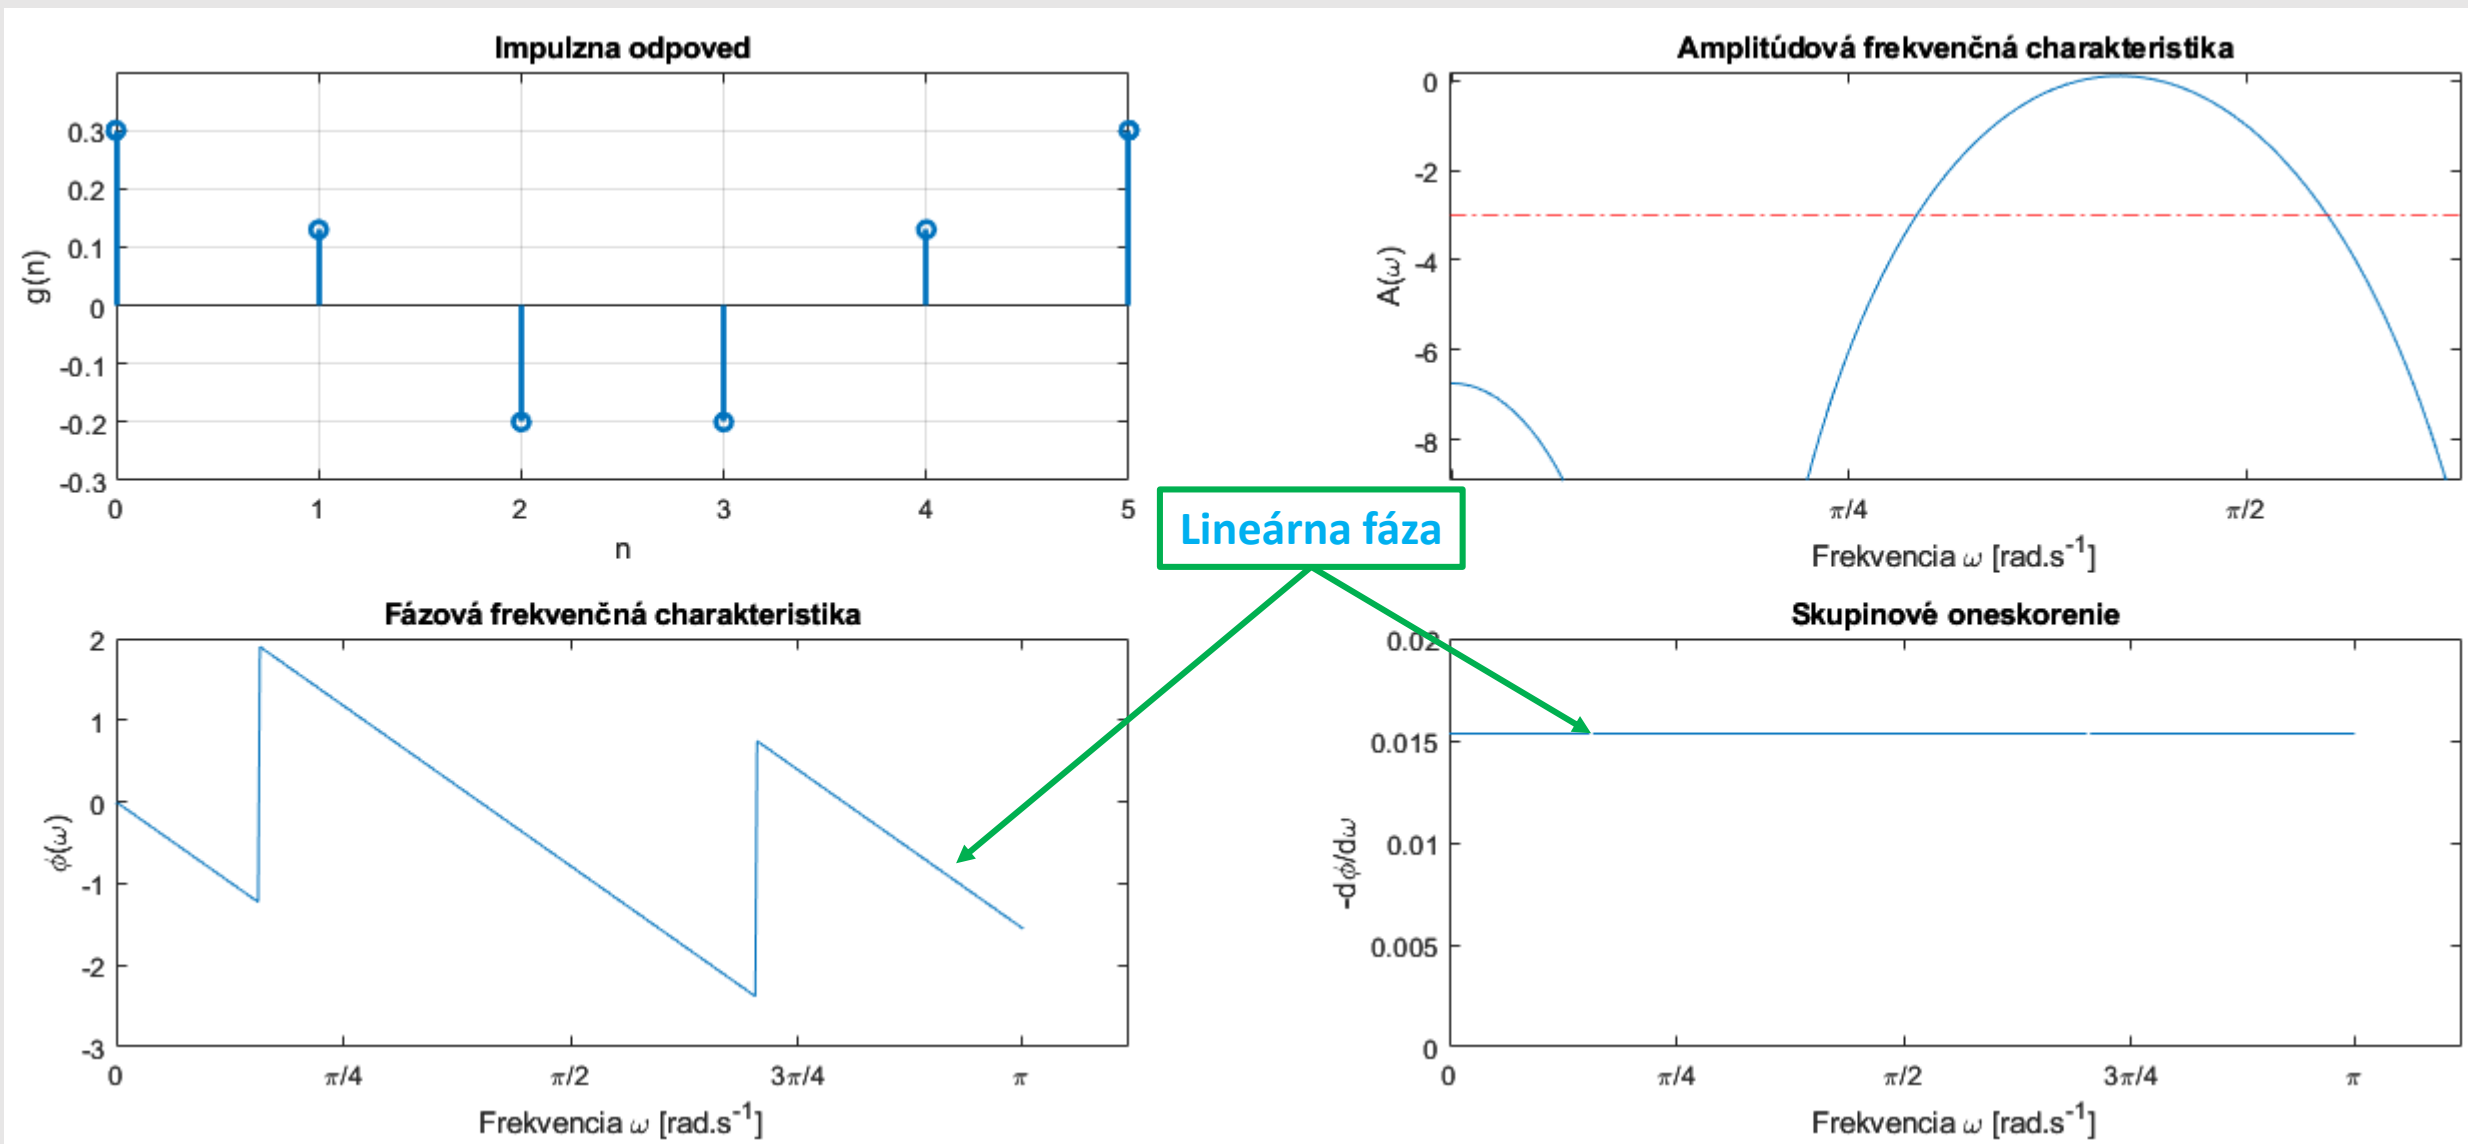 Impulzna odpoved
g(n)
0.3
0.2
0.1
0
-0.1
-0.2
-0.3
0 1 2 3 4 5
n
Amplitúdová frekvenčná charakteristika
A(ω)
0
-2
-4
-6
-8
π/4 π/2
Frekvencia ω [rad.s⁻¹]
Lineárna fáza
Fázová frekvenčná charakteristika
ϕ(ω)
2
1
0
-1
-2
-3
0 π/4 π/2 3π/4 π
Frekvencia ω [rad.s⁻¹]
Skupinové oneskorenie
-dϕ/dω
0.02
0.015
0.01
0.005
0
0 π/4 π/2 3π/4 π
Frekvencia ω [rad.s⁻¹]